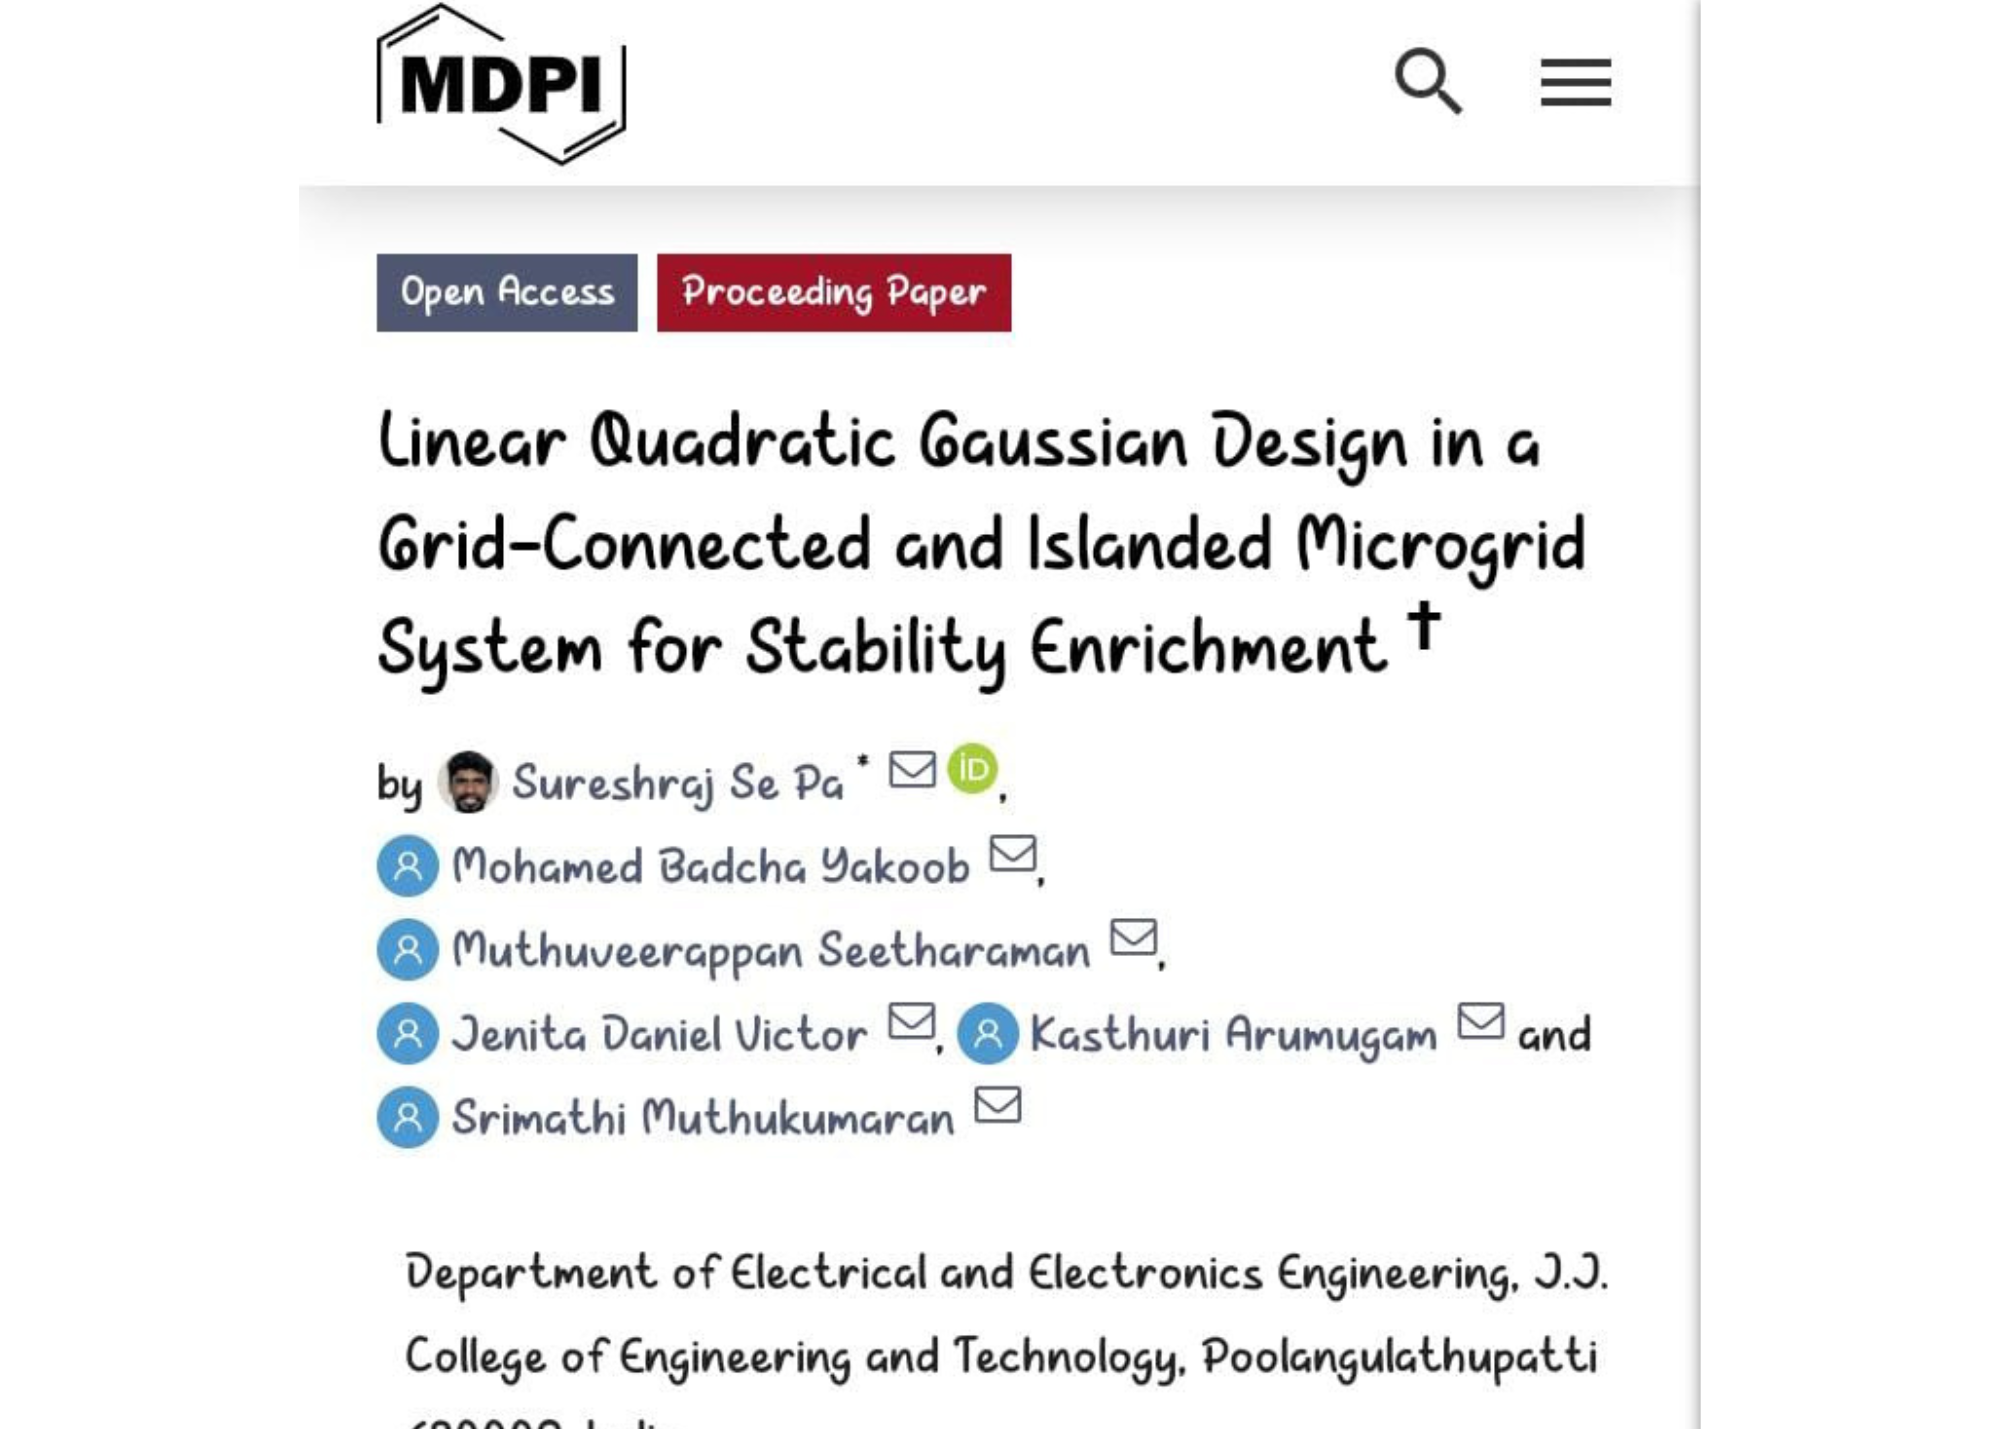 MDPI
Open Access Proceeding Paper
Linear Quadratic Gaussian Design in a
Grid-Connected and Islanded Microgrid
System for Stability Enrichment †
by Sureshraj Se Pa * iD,
Mohamed Badcha Yakoob ,
Muthuveerappan Seetharaman ,
Jenita Daniel Victor , Kasthuri Arumugam and
Srimathi Muthukumaran
Department of Electrical and Electronics Engineering, J.J.
College of Engineering and Technology, Poolangulathupatti